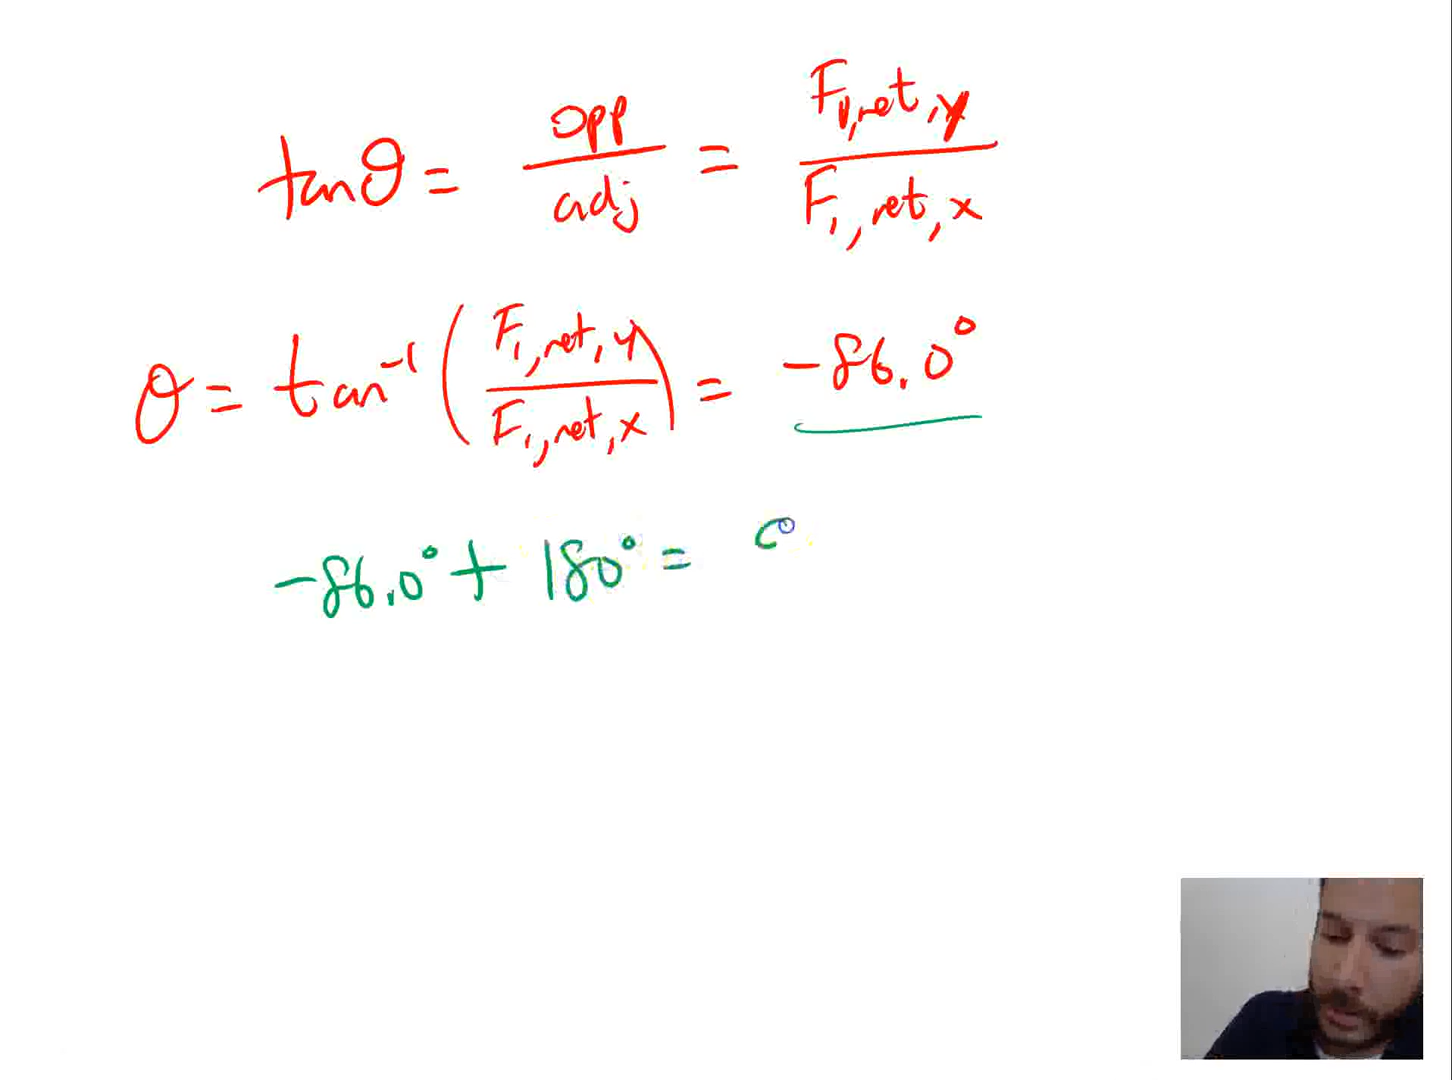 tanθ = opp/adj = F₁,net,y/F₁,net,x
θ = tan⁻¹(F₁,net,y/F₁,net,x) = -86.0°
-86.0° + 180° =